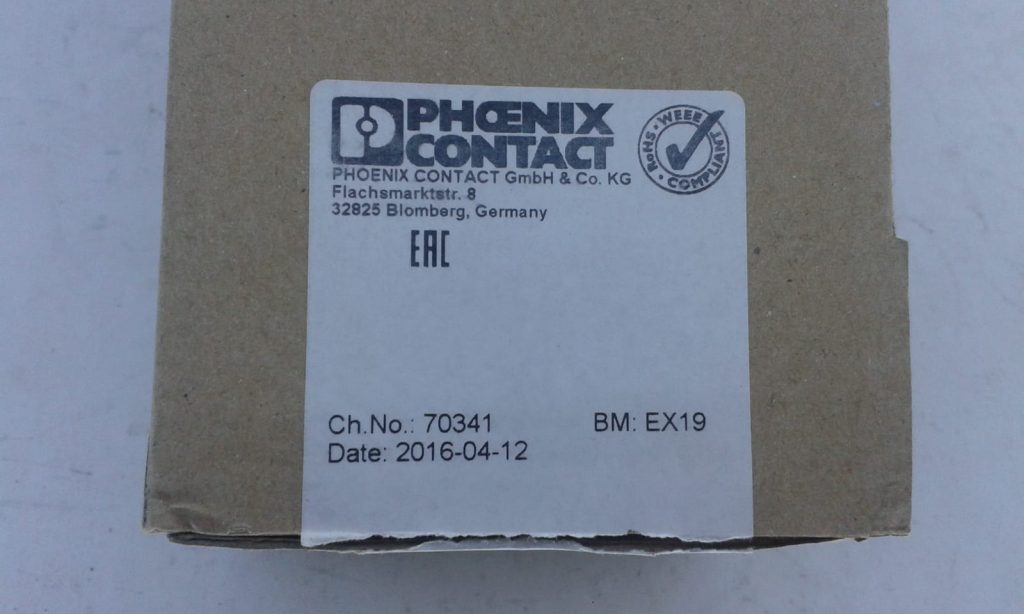 PHŒNIX
CONTACT
WEEE
RoHS
COMPLIANT
PHOENIX CONTACT GmbH & Co. KG
Flachsmarktstr. 8
32825 Blomberg, Germany
EAC
Ch.No.: 70341 BM: EX19
Date: 2016-04-12